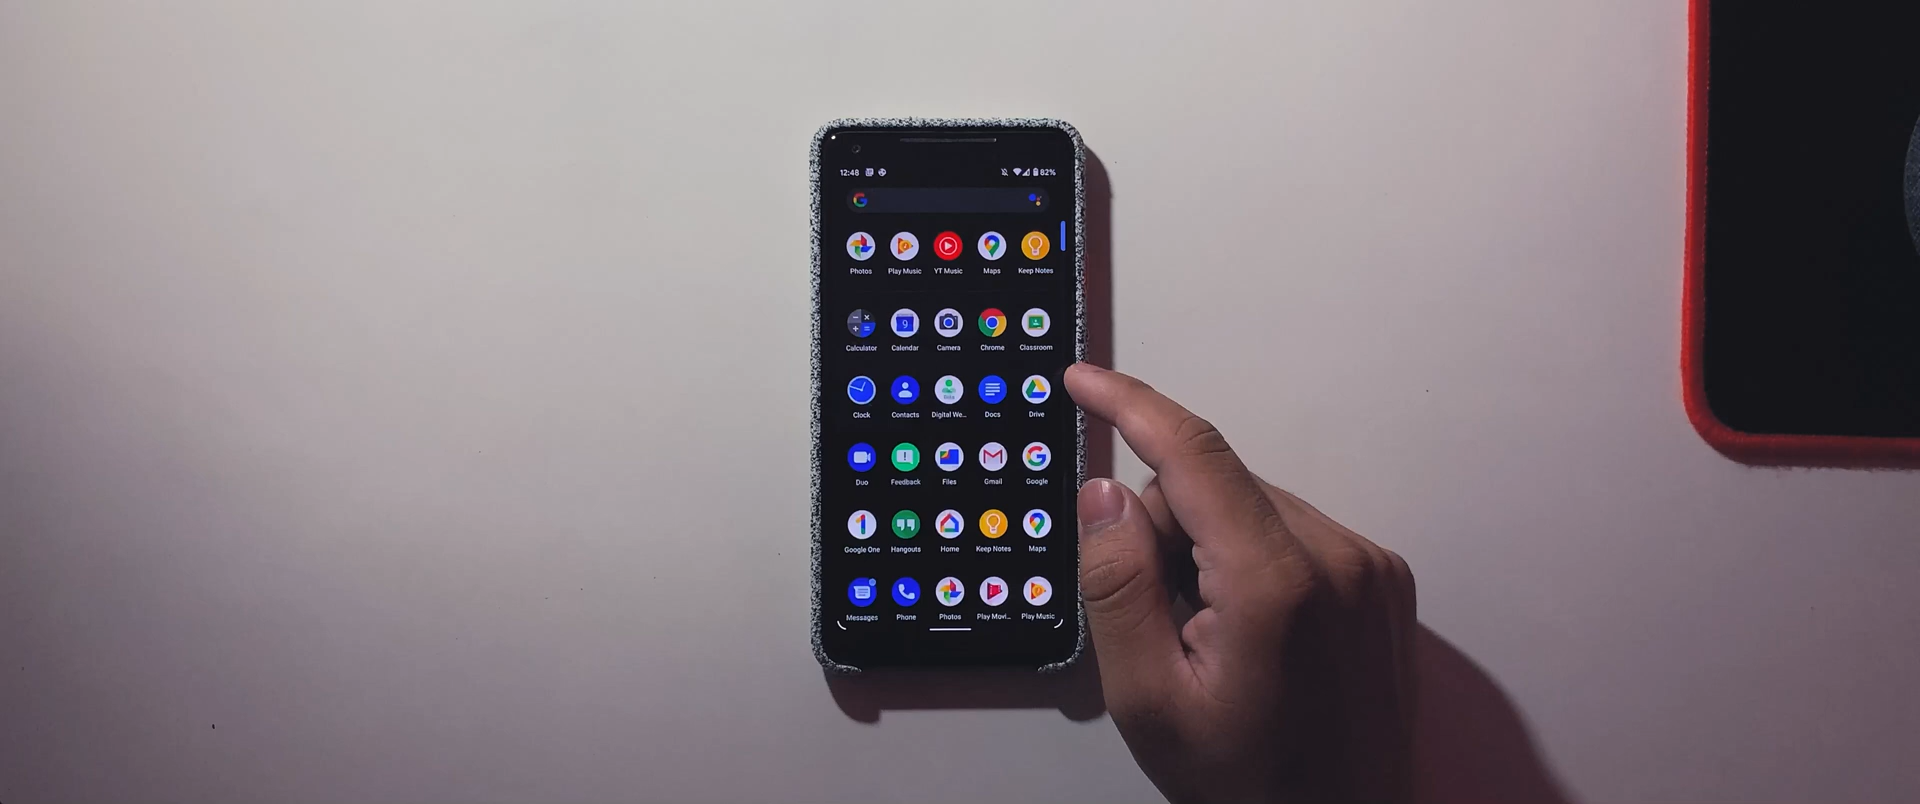 12:48 82%
Photos Play Music YT Music Maps Keep Notes
Calculator Calendar Camera Chrome Classroom
Clock Contacts Digital We... Docs Drive
Duo Feedback Files Gmail Google
Google One Hangouts Home Keep Notes Maps
Messages Phone Photos Play Movi... Play Music